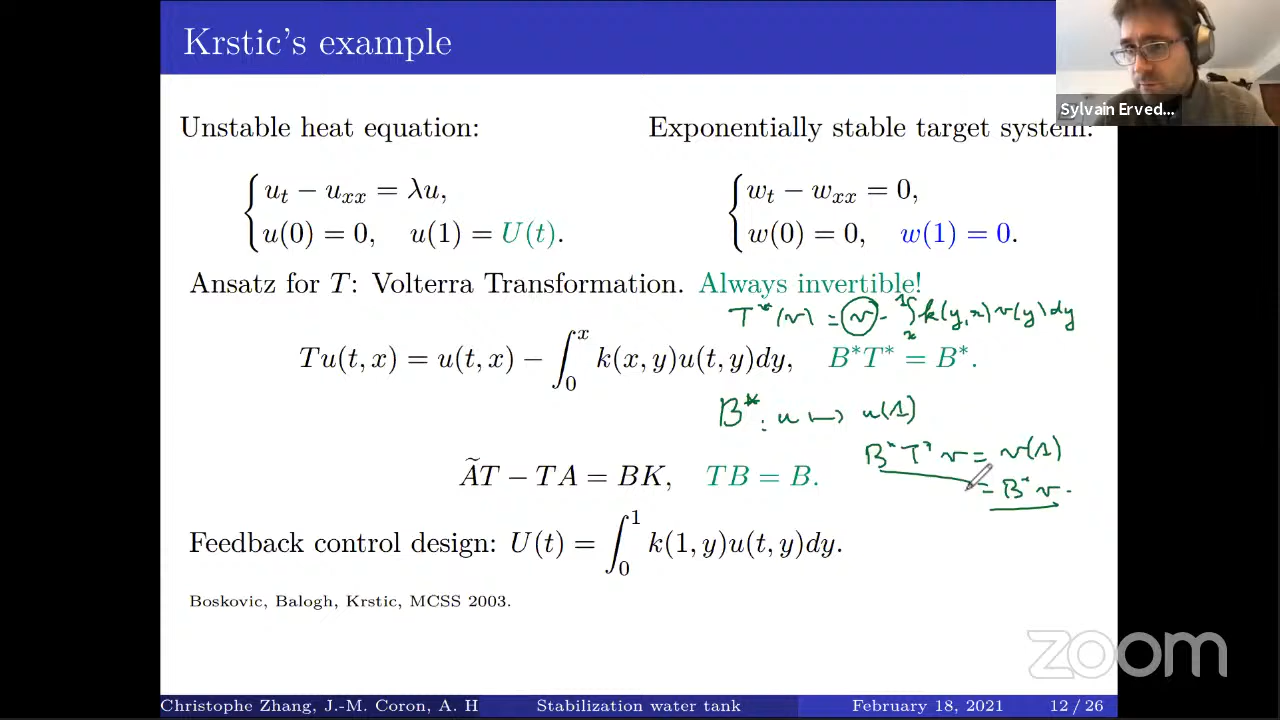 Krstic's example
Sylvain Erved...
Unstable heat equation:
Exponentially stable target system:
u_t − u_xx = λu,
u(0) = 0, u(1) = U(t).
w_t − w_xx = 0,
w(0) = 0, w(1) = 0.
Ansatz for T: Volterra Transformation. Always invertible!
T*(v) = v - ∫_x^1 k(y,x) v(y) dy
Tu(t, x) = u(t, x) − ∫_0^x k(x, y)u(t, y)dy, B*T* = B*.
B* : u ↦ u(1)
B*T* v = v(1)
= B* v.
ÃT − TA = BK, TB = B.
Feedback control design: U(t) = ∫_0^1 k(1, y)u(t, y)dy.
Boskovic, Balogh, Krstic, MCSS 2003.
zoom
Christophe Zhang, J.-M. Coron, A. H
Stabilization water tank
February 18, 2021
12 / 26